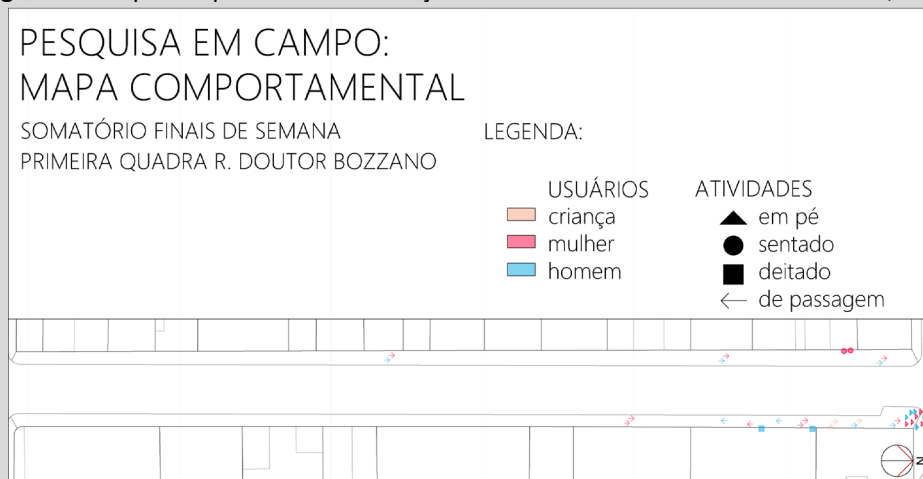 PESQUISA EM CAMPO:
MAPA COMPORTAMENTAL
SOMATÓRIO FINAIS DE SEMANA
PRIMEIRA QUADRA R. DOUTOR BOZZANO
LEGENDA:
USUÁRIOS
criança
mulher
homem
ATIVIDADES
em pé
sentado
deitado
de passagem
N